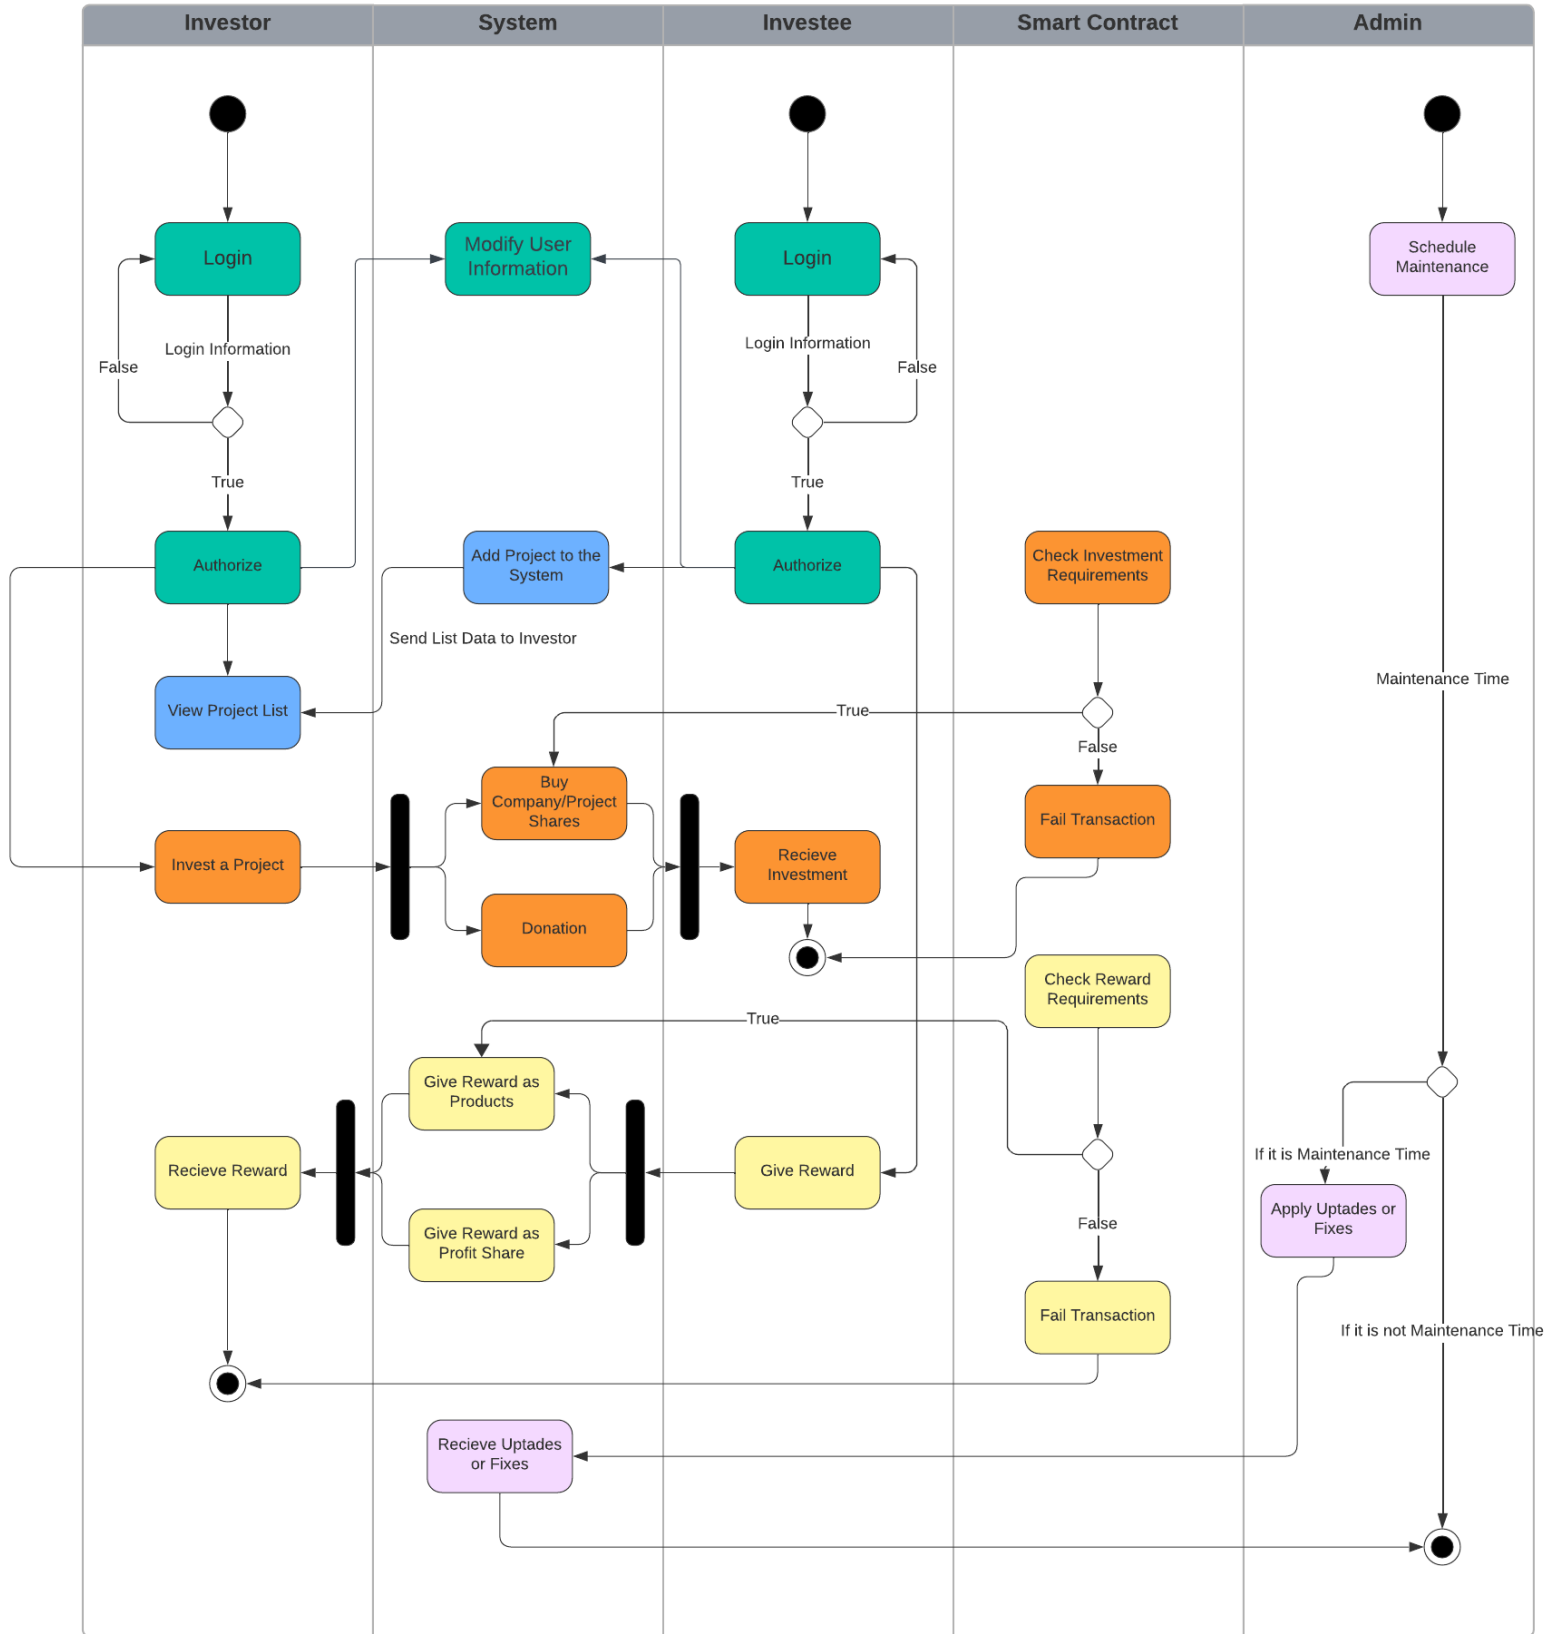 Investor
System
Investee
Smart Contract
Admin
Login
Modify User
Information
Login
Schedule
Maintenance
Login Information
False
Login Information
False
True
True
Authorize
Add Project to the
System
Authorize
Check Investment
Requirements
Send List Data to Investor
View Project List
True
False
Maintenance Time
Buy
Company/Project
Shares
Invest a Project
Donation
Recieve
Investment
Fail Transaction
Check Reward
Requirements
True
Give Reward as
Products
Recieve Reward
Give Reward
Give Reward as
Profit Share
False
If it is Maintenance Time
Apply Uptades or
Fixes
Fail Transaction
If it is not Maintenance Time
Recieve Uptades
or Fixes